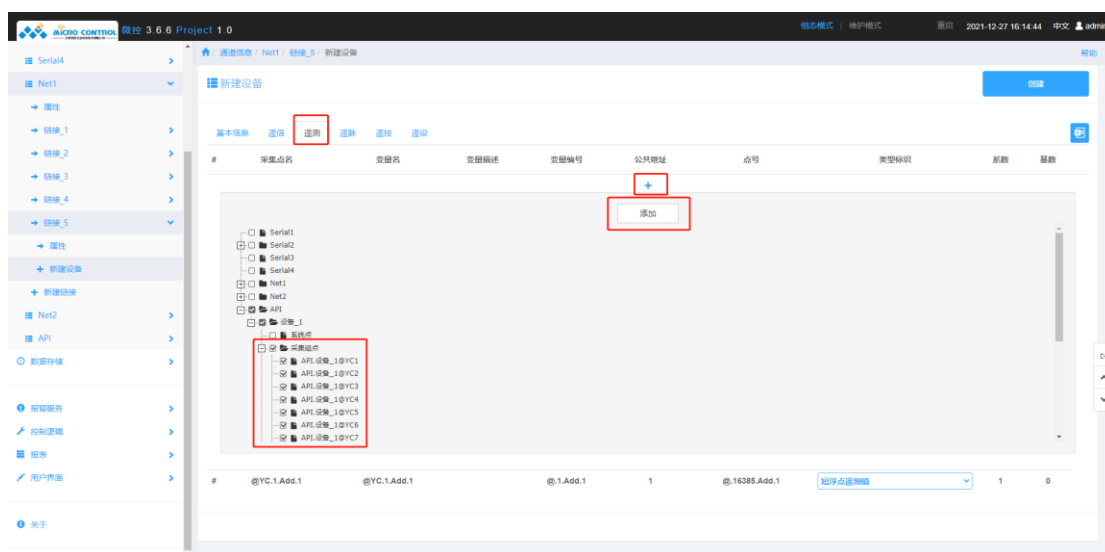 MICRO CONTROL 微控 3.6.6 Project 1.0
组态模式 | 维护模式 重启 2021-12-27 16:14:44 中文 admin
Serial4
Net1
属性
链接_1
链接_2
链接_3
链接_4
链接_5
属性
新建设备
新建链接
Net2
API
数据存储
报警服务
控制逻辑
报表
用户界面
关于
/ 通道信息 / Net1 / 链接_5 / 新建设备 帮助
新建设备 创建
基本信息 遥信 遥测 遥脉 遥控 遥设
# 采集点名 变量名 变量描述 变量编号 公共地址 点号 类型标识 系数 基数
+
添加
Serial1
Serial2
Serial3
Serial4
Net1
Net2
API
设备_1
系统点
采集组点
API.设备_1@YC1
API.设备_1@YC2
API.设备_1@YC3
API.设备_1@YC4
API.设备_1@YC5
API.设备_1@YC6
API.设备_1@YC7
# @YC.1.Add.1 @YC.1.Add.1 @.1.Add.1 1 @.16385.Add.1 短浮点遥测值 1 0